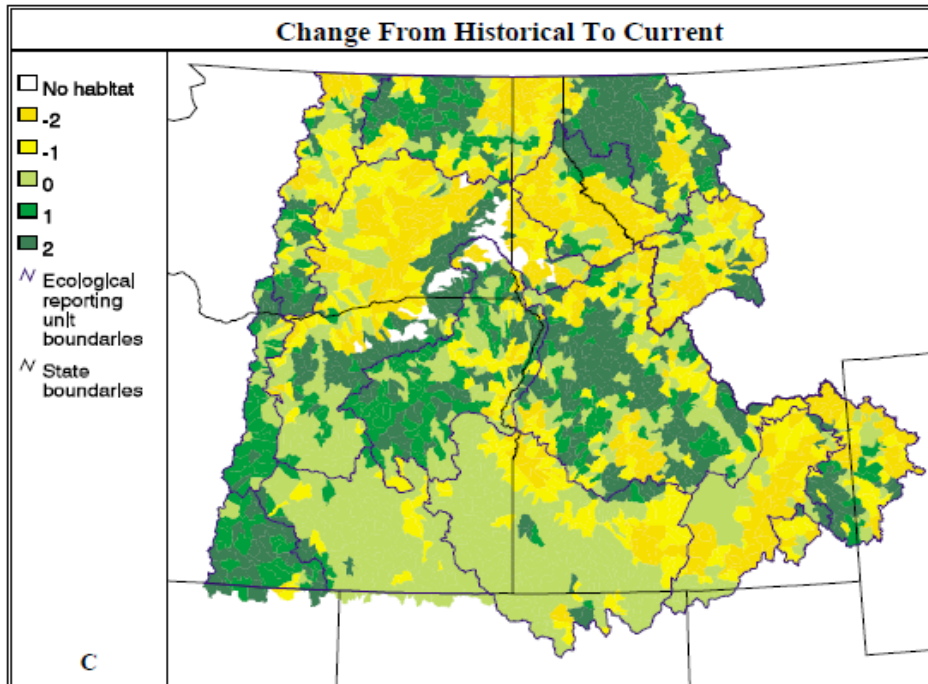 Change From Historical To Current
No habitat
-2
-1
0
1
2
Ecological
reporting
unit
boundaries
State
boundaries
C